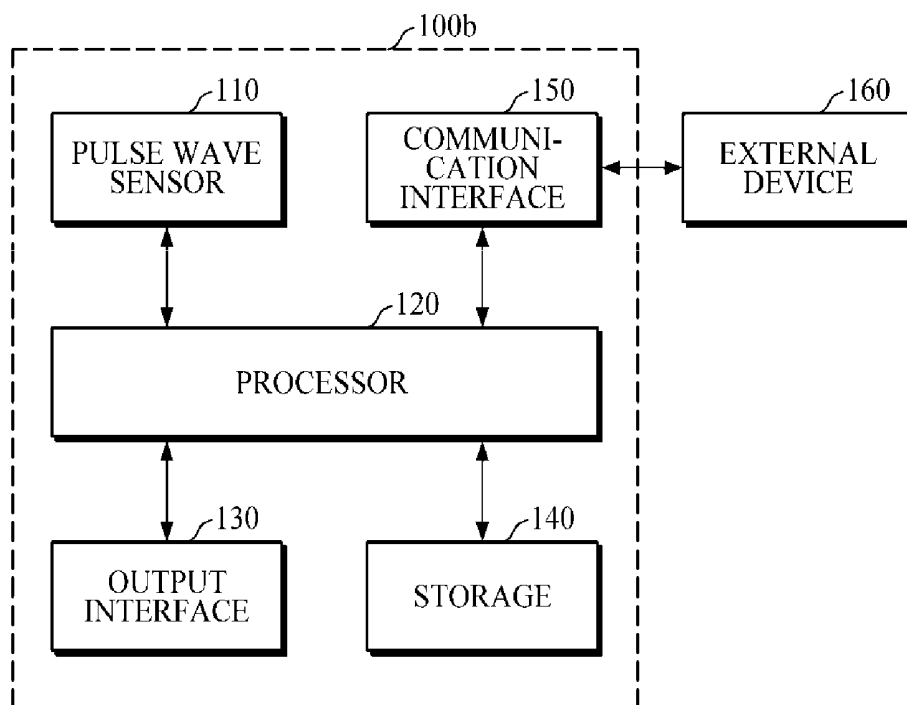 100b
110
PULSE WAVE
SENSOR
150
COMMUNI-
CATION
INTERFACE
160
EXTERNAL
DEVICE
120
PROCESSOR
130
OUTPUT
INTERFACE
140
STORAGE